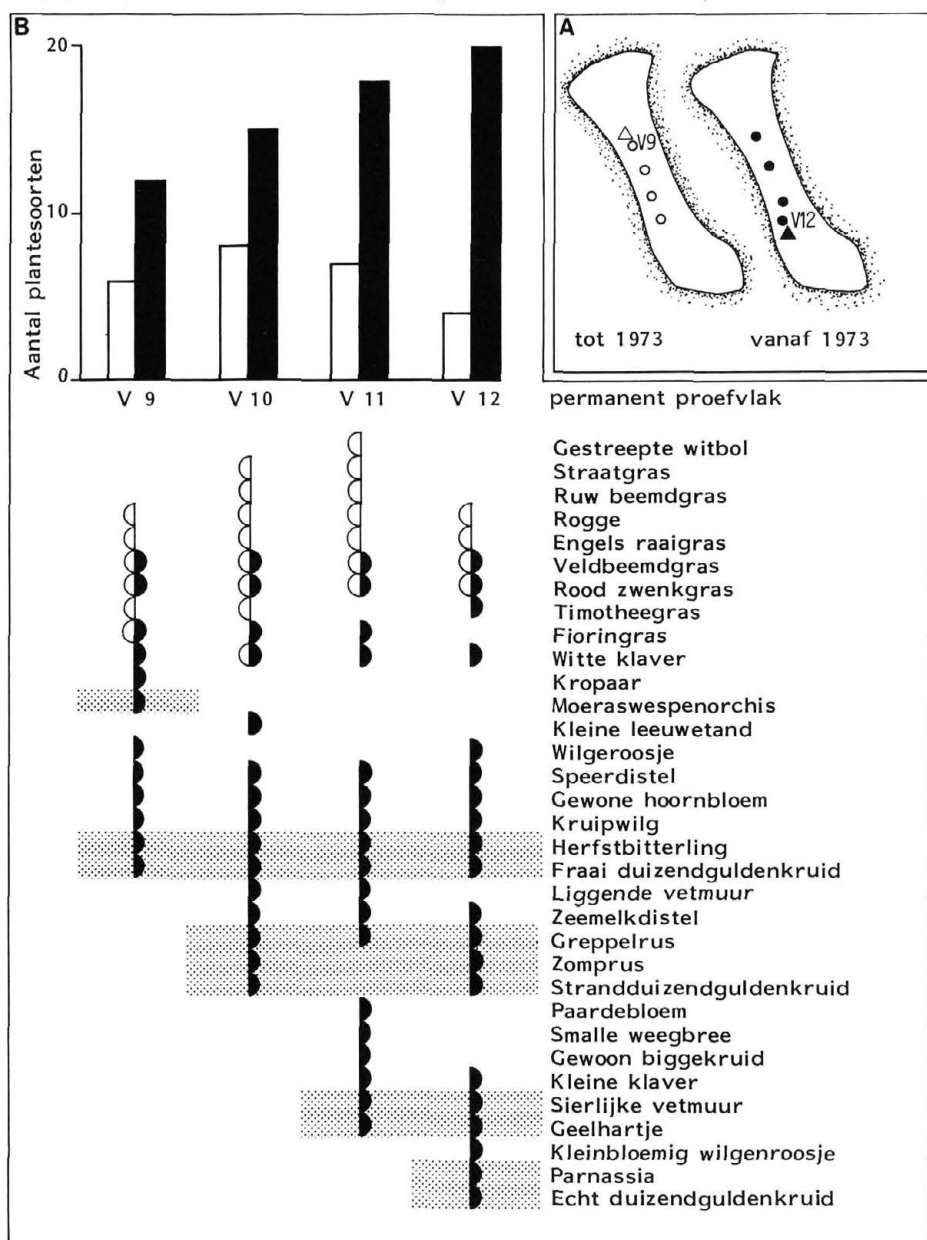 B
20
10
0
Aantal plantesoorten
V 9
V 10
V 11
V 12
A
V9
V12
tot 1973
vanaf 1973
permanent proefvlak
Gestreepte witbol
Straatgras
Ruw beemdgras
Rogge
Engels raaigras
Veldbeemdgras
Rood zwenkgras
Timotheegras
Fioringras
Witte klaver
Kropaar
Moeraswespenorchis
Kleine leeuwetand
Wilgeroosje
Speerdistel
Gewone hoornbloem
Kruipwilg
Herfstbitterling
Fraai duizendguldenkruid
Liggende vetmuur
Zeemelkdistel
Greppelrus
Zomprus
Strandduizendguldenkruid
Paardebloem
Smalle weegbree
Gewoon biggekruid
Kleine klaver
Sierlijke vetmuur
Geelhartje
Kleinbloemig wilgenroosje
Parnassia
Echt duizendguldenkruid